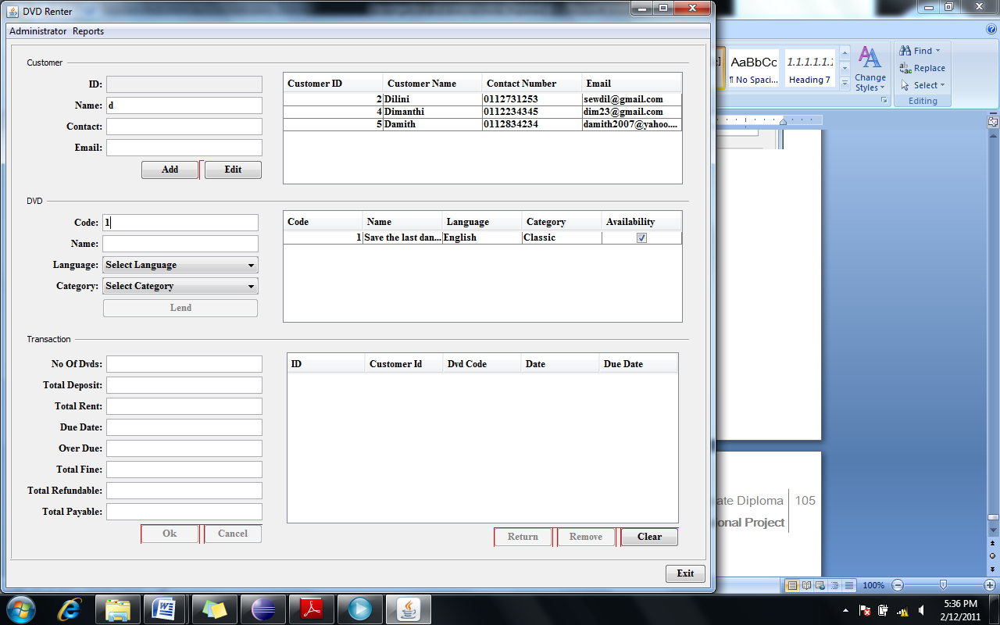 DVD Renter
Administrator Reports
Customer
ID:
Name: d
Contact:
Email:
Add Edit
Customer ID Customer Name Contact Number Email
2 Dilini 0112731253 sewdil@gmail.com
4 Dimanthi 0112234345 dim23@gmail.com
5 Damith 0112834234 damith2007@yahoo....
DVD
Code: 1
Name:
Language: Select Language
Category: Select Category
Lend
Code Name Language Category Availability
1 Save the last dan... English Classic
Transaction
No Of Dvds:
Total Deposit:
Total Rent:
Due Date:
Over Due:
Total Fine:
Total Refundable:
Total Payable:
Ok Cancel
ID Customer Id Dvd Code Date Due Date
Return Remove Clear
Exit
AaBbCc
¶ No Spaci...
1.1.1.1.1.1
Heading 7
Change
Styles
Find
Replace
Select
Editing
ate Diploma 105
ional Project
100%
5:36 PM
2/12/2011